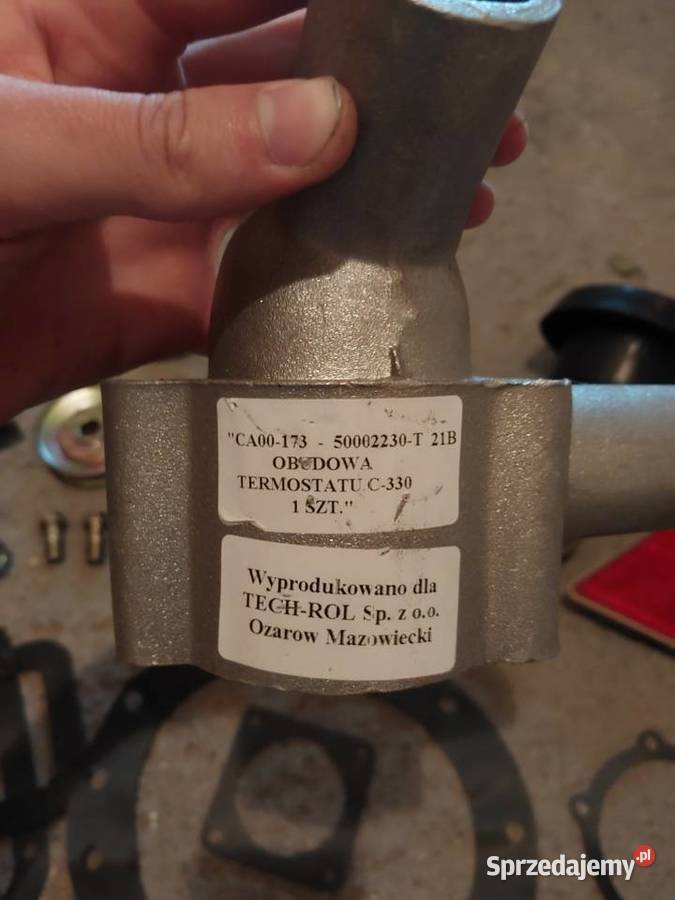 "CA00-173 - 50002230-T 21B
OBUDOWA
TERMOSTATU C-330
1 SZT."
Wyprodukowano dla
TECH-ROL Sp. z o.o.
Ozarow Mazowiecki
Sprzedajemy.pl